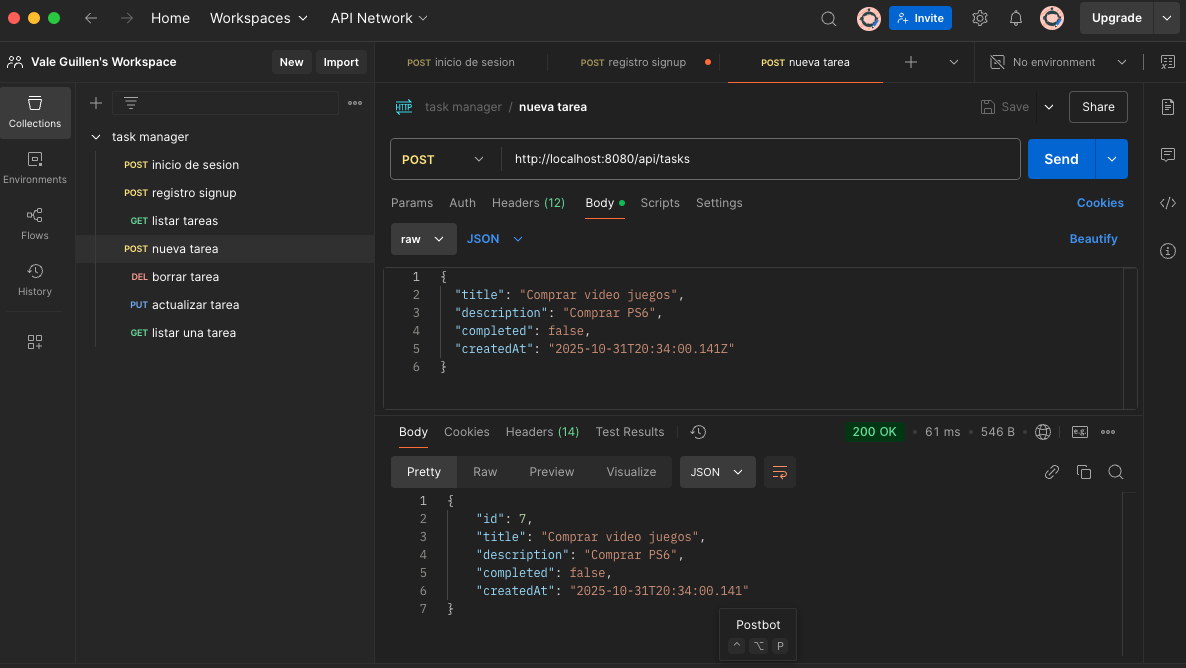 Home Workspaces API Network Invite Upgrade
Vale Guillen's Workspace New Import
POST inicio de sesion POST registro signup POST nueva tarea No environment
Collections
Environments
Flows
History
task manager
POST inicio de sesion
POST registro signup
GET listar tareas
POST nueva tarea
DEL borrar tarea
PUT actualizar tarea
GET listar una tarea
HTTP task manager / nueva tarea Save Share
POST http://localhost:8080/api/tasks Send
Params Auth Headers (12) Body Scripts Settings Cookies
raw JSON Beautify
1 {
2 "title": "Comprar video juegos",
3 "description": "Comprar PS6",
4 "completed": false,
5 "createdAt": "2025-10-31T20:34:00.141Z"
6 }
Body Cookies Headers (14) Test Results 200 OK 61 ms 546 B e.g.
Pretty Raw Preview Visualize JSON
1 {
2 "id": 7,
3 "title": "Comprar video juegos",
4 "description": "Comprar PS6",
5 "completed": false,
6 "createdAt": "2025-10-31T20:34:00.141"
7 }
Postbot
^ ⌥ P